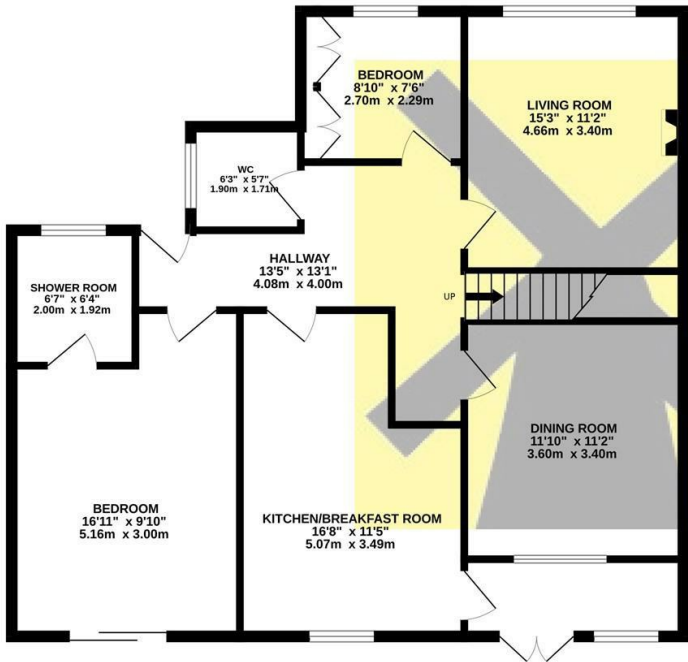 BEDROOM
8'10" x 7'6"
2.70m x 2.29m
LIVING ROOM
15'3" x 11'2"
4.66m x 3.40m
WC
6'3" x 5'7"
1.90m x 1.71m
SHOWER ROOM
6'7" x 6'4"
2.00m x 1.92m
HALLWAY
13'5" x 13'1"
4.08m x 4.00m
UP
DINING ROOM
11'10" x 11'2"
3.60m x 3.40m
BEDROOM
16'11" x 9'10"
5.16m x 3.00m
KITCHEN/BREAKFAST ROOM
16'8" x 11'5"
5.07m x 3.49m